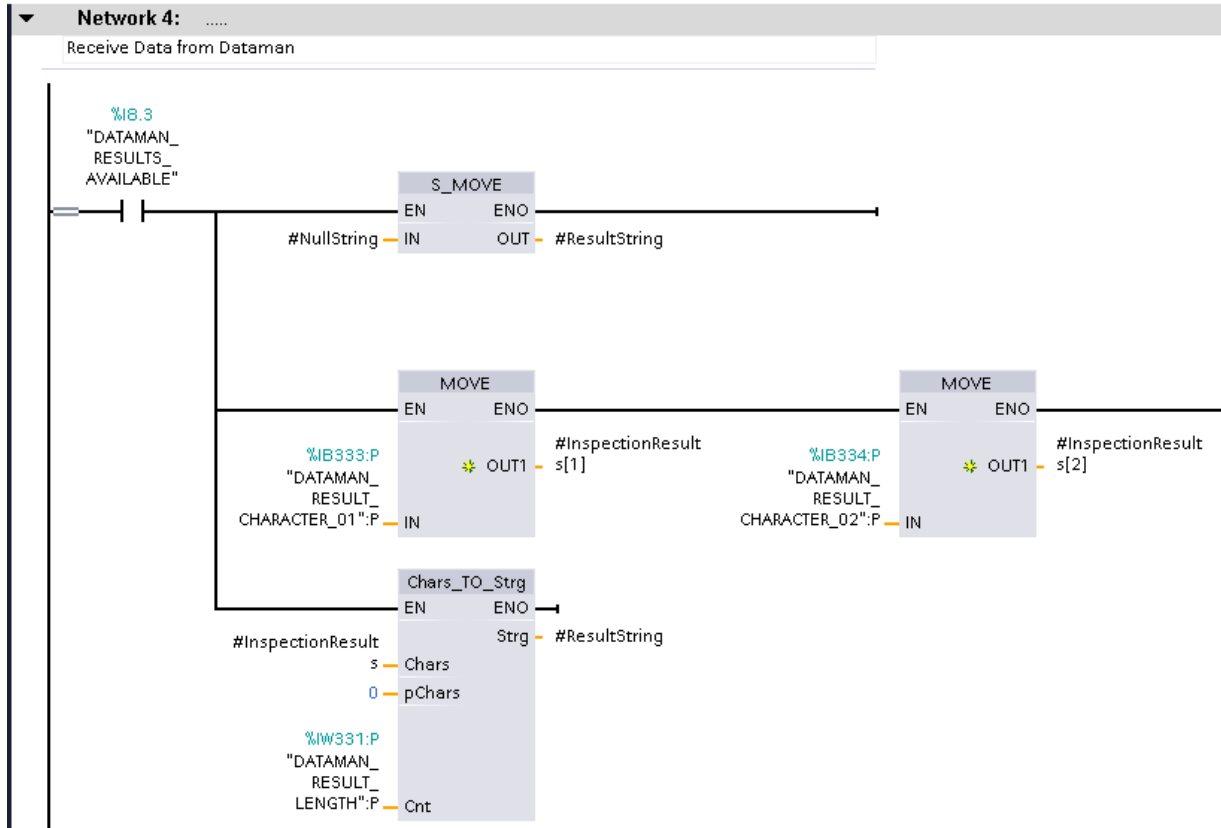 Network 4: .....
Receive Data from Dataman
%I8.3
"DATAMAN_
RESULTS_
AVAILABLE"
S_MOVE
EN ENO
#NullString IN OUT #ResultString
MOVE
EN ENO
%IB333:P
"DATAMAN_
RESULT_
CHARACTER_01":P IN
OUT1
#InspectionResult
s[1]
MOVE
EN ENO
%IB334:P
"DATAMAN_
RESULT_
CHARACTER_02":P IN
OUT1
#InspectionResult
s[2]
Chars_TO_Strg
EN ENO
Strg #ResultString
#InspectionResult
s Chars
0 pChars
%IW331:P
"DATAMAN_
RESULT_
LENGTH":P Cnt